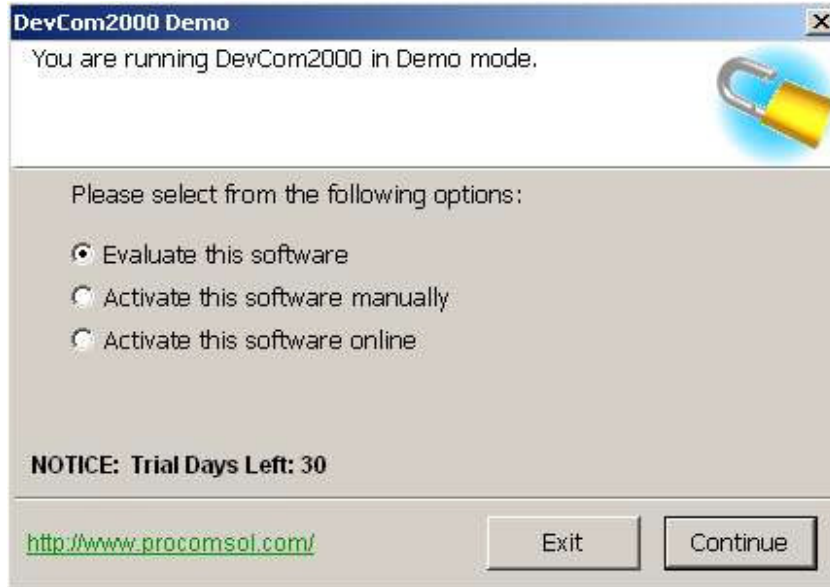 DevCom2000 Demo
You are running DevCom2000 in Demo mode.
Please select from the following options:
Evaluate this software
Activate this software manually
Activate this software online
NOTICE: Trial Days Left: 30
http://www.procomsol.com/
Exit
Continue